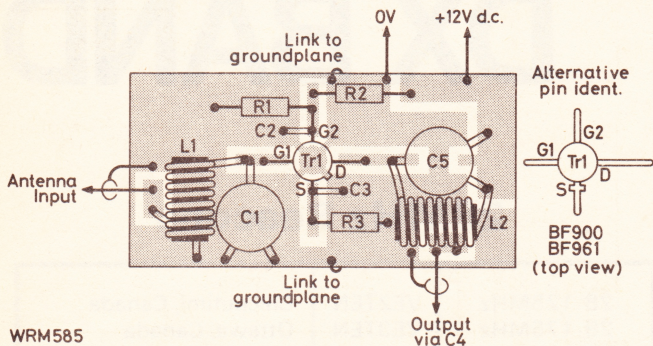 Link to
groundplane
0V
+12V d.c.
R1
R2
C2
G2
L1
G1
Tr1
D
C5
Antenna
Input
C1
S
C3
R3
L2
Link to
groundplane
Output
via C4
Alternative
pin ident.
G2
G1
Tr1
D
S
BF900
BF961
(top view)
WRM585